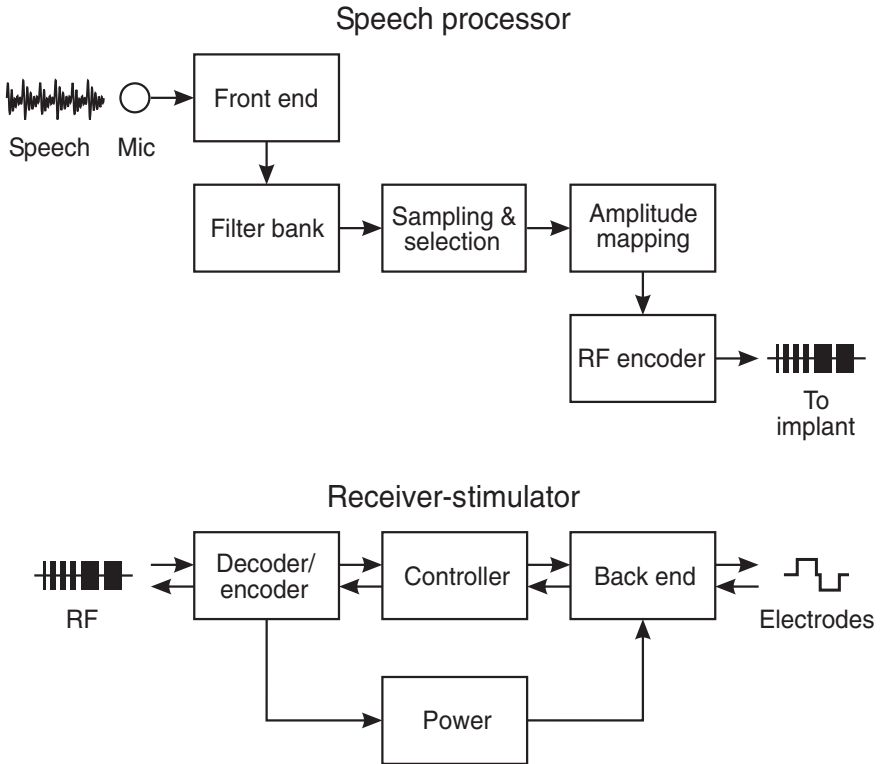 Speech processor
Front end
Speech Mic
Filter bank
Sampling &
selection
Amplitude
mapping
RF encoder
To
implant
Receiver-stimulator
Decoder/
encoder
Controller
Back end
RF
Electrodes
Power